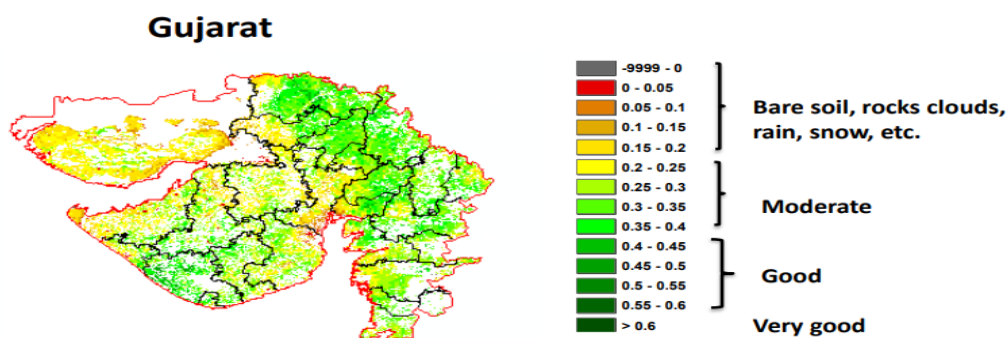 Gujarat
-9999 - 0
0 - 0.05
0.05 - 0.1
0.1 - 0.15
0.15 - 0.2
0.2 - 0.25
0.25 - 0.3
0.3 - 0.35
0.35 - 0.4
0.4 - 0.45
0.45 - 0.5
0.5 - 0.55
0.55 - 0.6
> 0.6
Bare soil, rocks clouds,
rain, snow, etc.
Moderate
Good
Very good